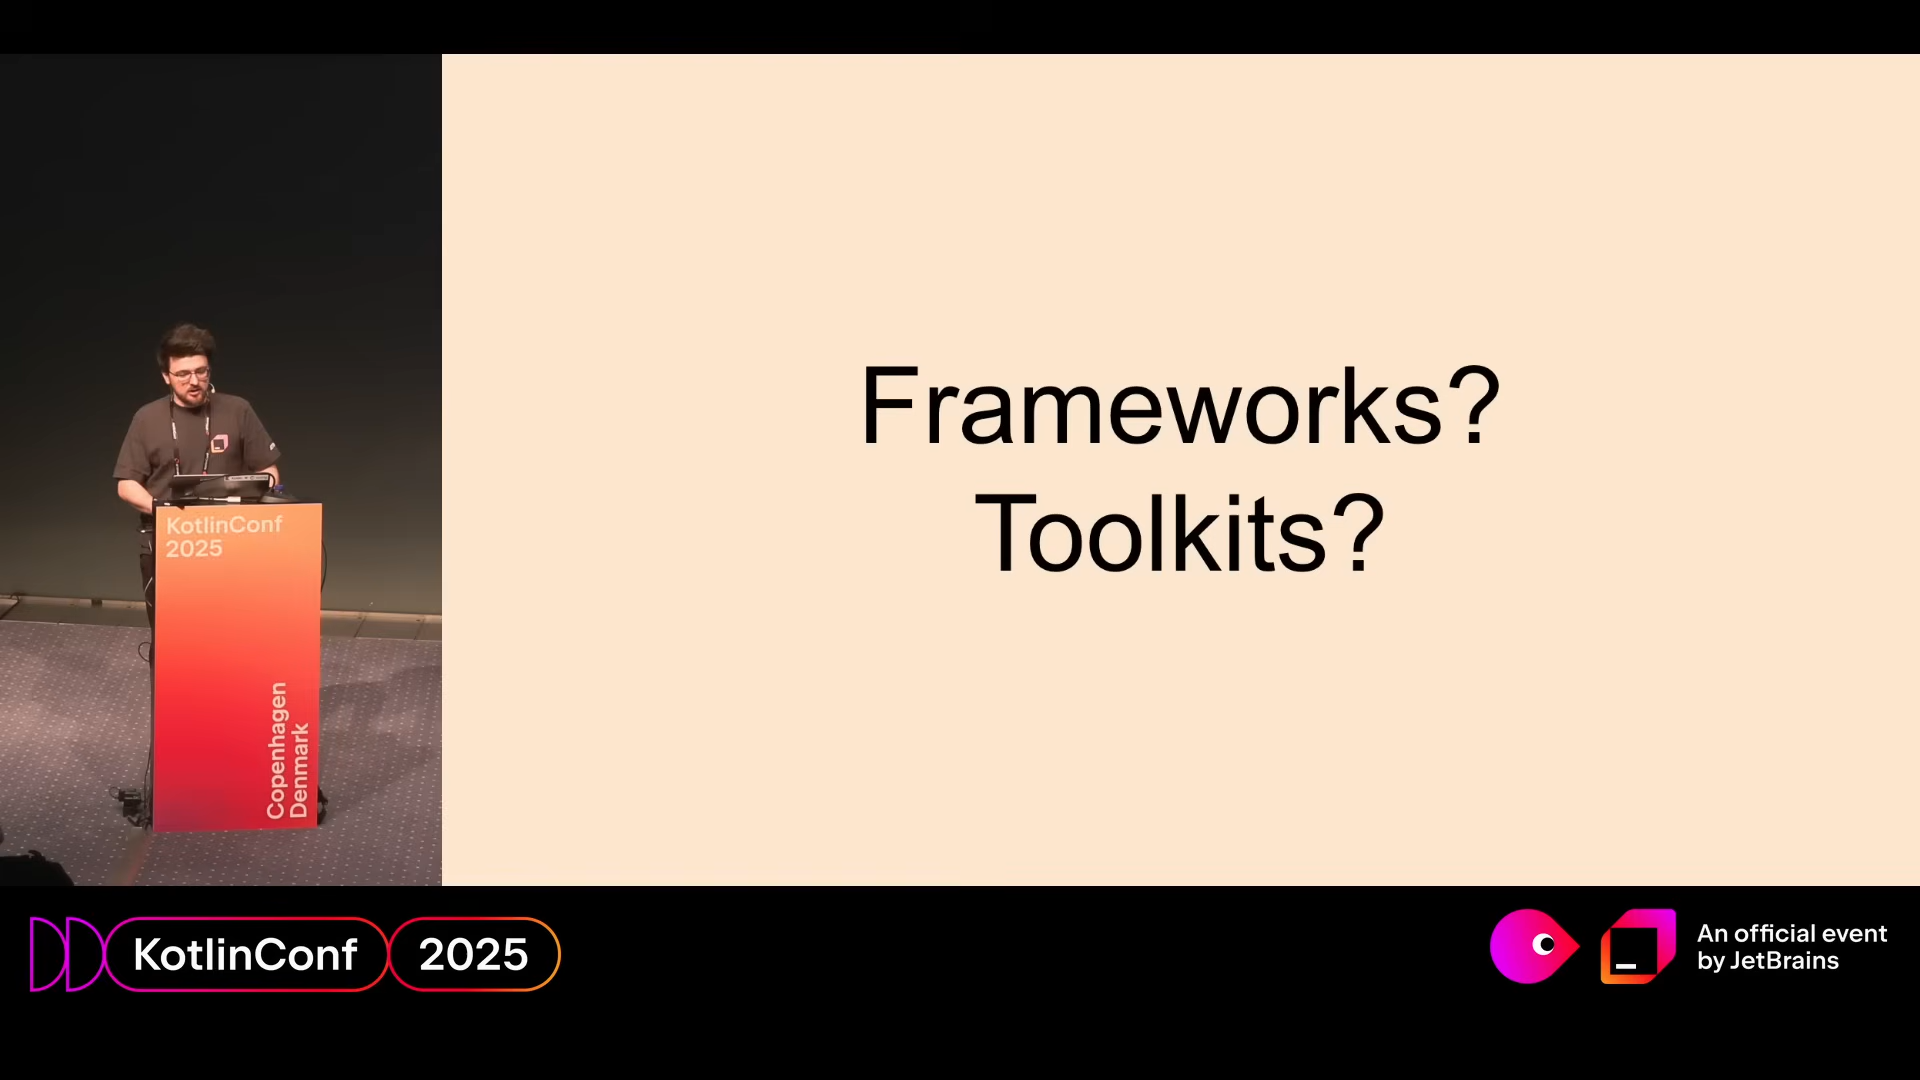 Frameworks?
Toolkits?
KotlinConf
2025
Copenhagen
Denmark
KotlinConf 2025
An official event
by JetBrains